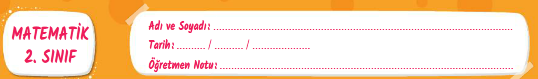 MATEMATİK
2. SINIF
Adı ve Soyadı: ..........................................................................................
Tarih: .......... / .......... / ....................
Öğretmen Notu: ..........................................................................................